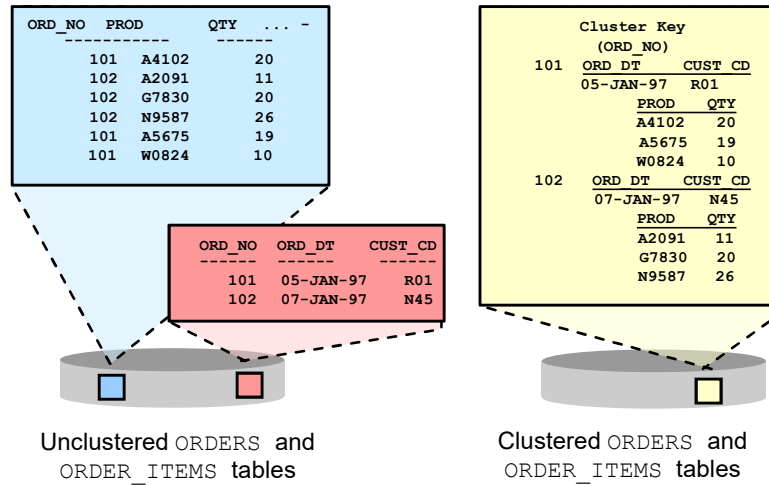 ORD_NO PROD QTY ... -
------------ ------
101 A4102 20
102 A2091 11
102 G7830 20
102 N9587 26
101 A5675 19
101 W0824 10
ORD_NO ORD_DT CUST_CD
------- ------ ------
101 05-JAN-97 R01
102 07-JAN-97 N45
Unclustered ORDERS and
ORDER_ITEMS tables
Cluster Key
(ORD_NO)
101 ORD_DT CUST_CD
05-JAN-97 R01
PROD QTY
A4102 20
A5675 19
W0824 10
102 ORD_DT CUST_CD
07-JAN-97 N45
PROD QTY
A2091 11
G7830 20
N9587 26
Clustered ORDERS and
ORDER_ITEMS tables